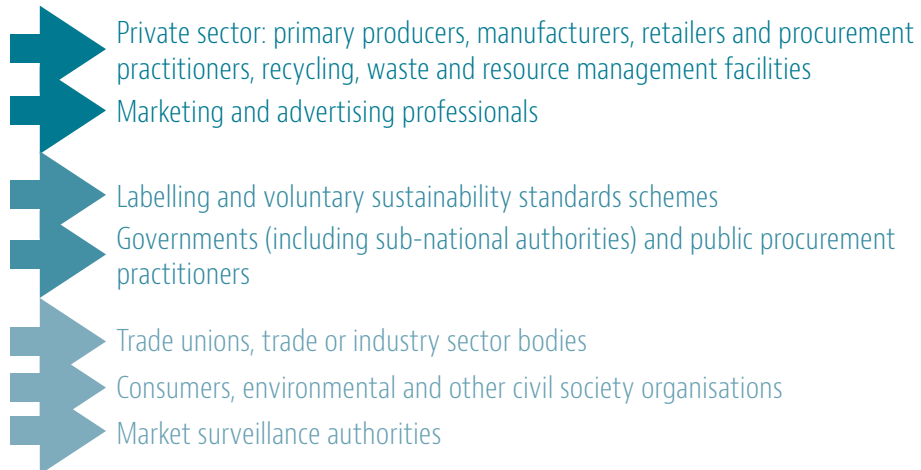 Private sector: primary producers, manufacturers, retailers and procurement
practitioners, recycling, waste and resource management facilities
Marketing and advertising professionals
Labelling and voluntary sustainability standards schemes
Governments (including sub-national authorities) and public procurement
practitioners
Trade unions, trade or industry sector bodies
Consumers, environmental and other civil society organisations
Market surveillance authorities